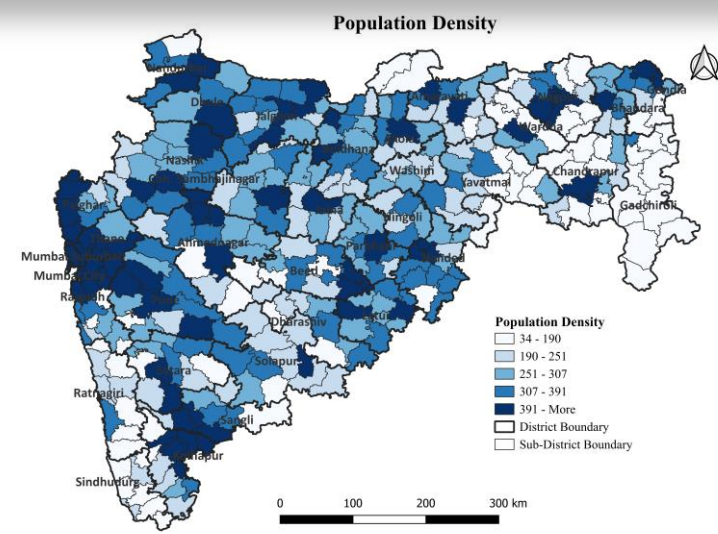 Population Density
Nandurbar
Dhule
Jalgaon
Amravati
Nagpur
Gondia
Bhandara
Wardha
Akola
Buldhana
Nashik
Washim
Chandrapur
Yavatmal
Sambhajinagar
Palghar
Jalna
Hingoli
Gadchiroli
Thane
Ahmednagar
Parbhani
Mumbai Suburban
Nanded
Mumbai City
Beed
Raigadh
Pune
Dharashiv
Latur
Solapur
Satara
Ratnagiri
Sangli
Kolhapur
Sindhudurg
Population Density
34 - 190
190 - 251
251 - 307
307 - 391
391 - More
District Boundary
Sub-District Boundary
0 100 200 300 km